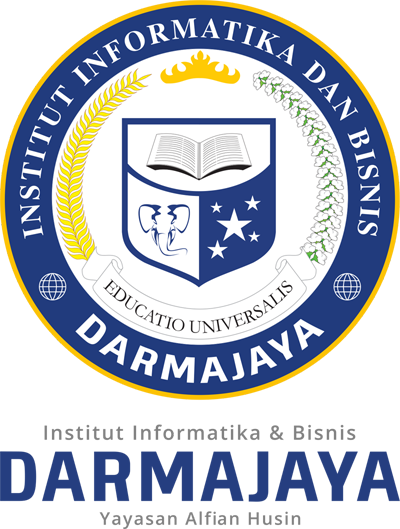 INSTITUT INFORMATIKA DAN BISNIS
EDUCATIO UNIVERSALIS
DARMAJAYA
Institut Informatika & Bisnis
DARMAJAYA
Yayasan Alfian Husin